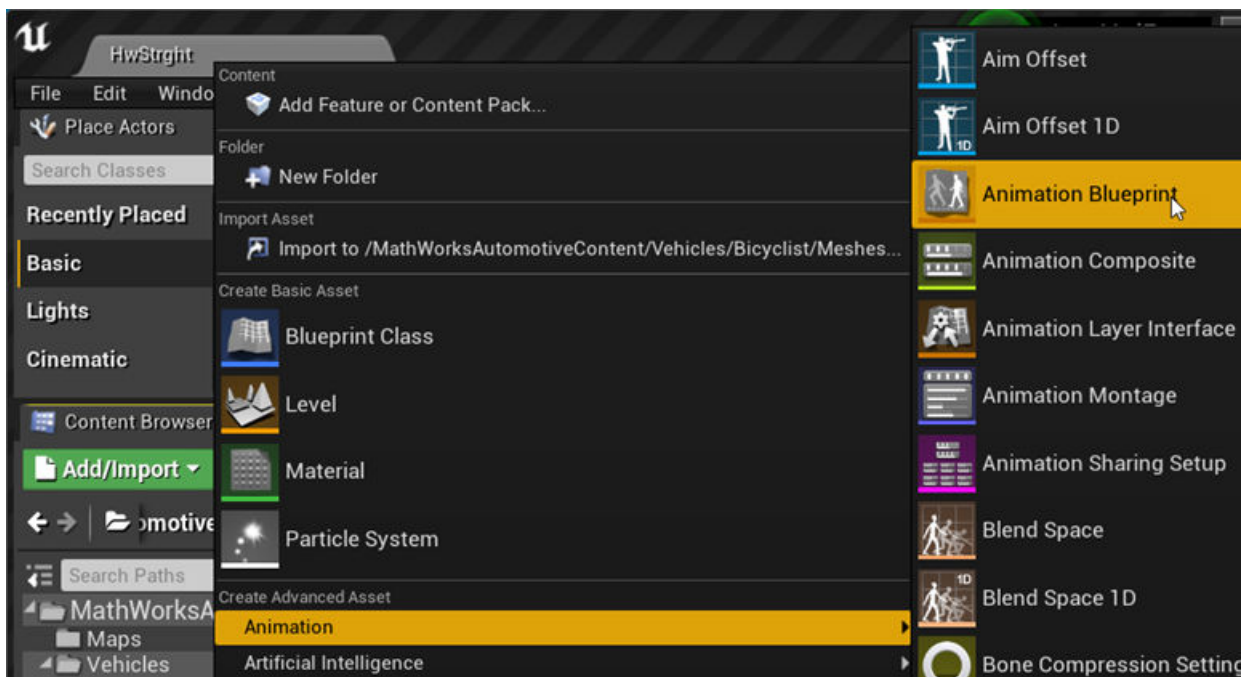 HwStrght
File Edit Windo
Place Actors
Search Classes
Recently Placed
Basic
Lights
Cinematic
Content Browser
Add/Import
omotive
Search Paths
MathWorksA
Maps
Vehicles
Content
Add Feature or Content Pack...
Folder
New Folder
Import Asset
Import to /MathWorksAutomotiveContent/Vehicles/Bicyclist/Meshes...
Create Basic Asset
Blueprint Class
Level
Material
Particle System
Create Advanced Asset
Animation
Artificial Intelligence
Aim Offset
1D
Aim Offset 1D
Animation Blueprint
Animation Composite
Animation Layer Interface
Animation Montage
Animation Sharing Setup
Blend Space
1D
Blend Space 1D
Bone Compression Setting